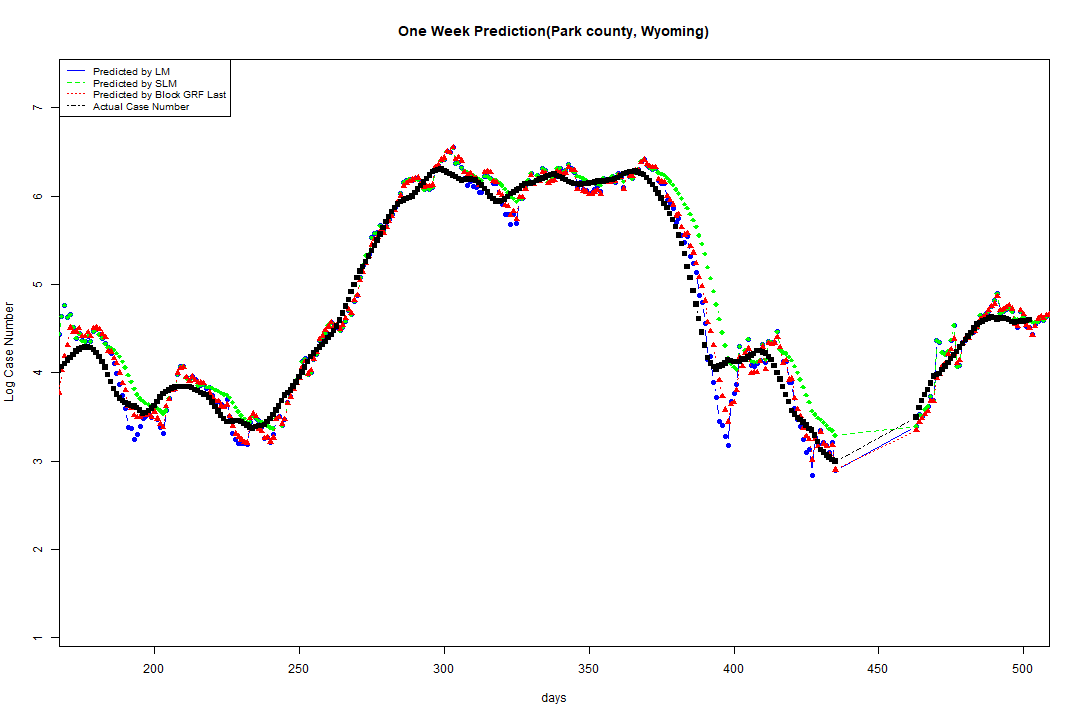 One Week Prediction(Park county, Wyoming)
Predicted by LM
Predicted by SLM
Predicted by Block GRF Last
Actual Case Number
7
6
5
4
3
2
1
Log Case Number
200 250 300 350 400 450 500
days